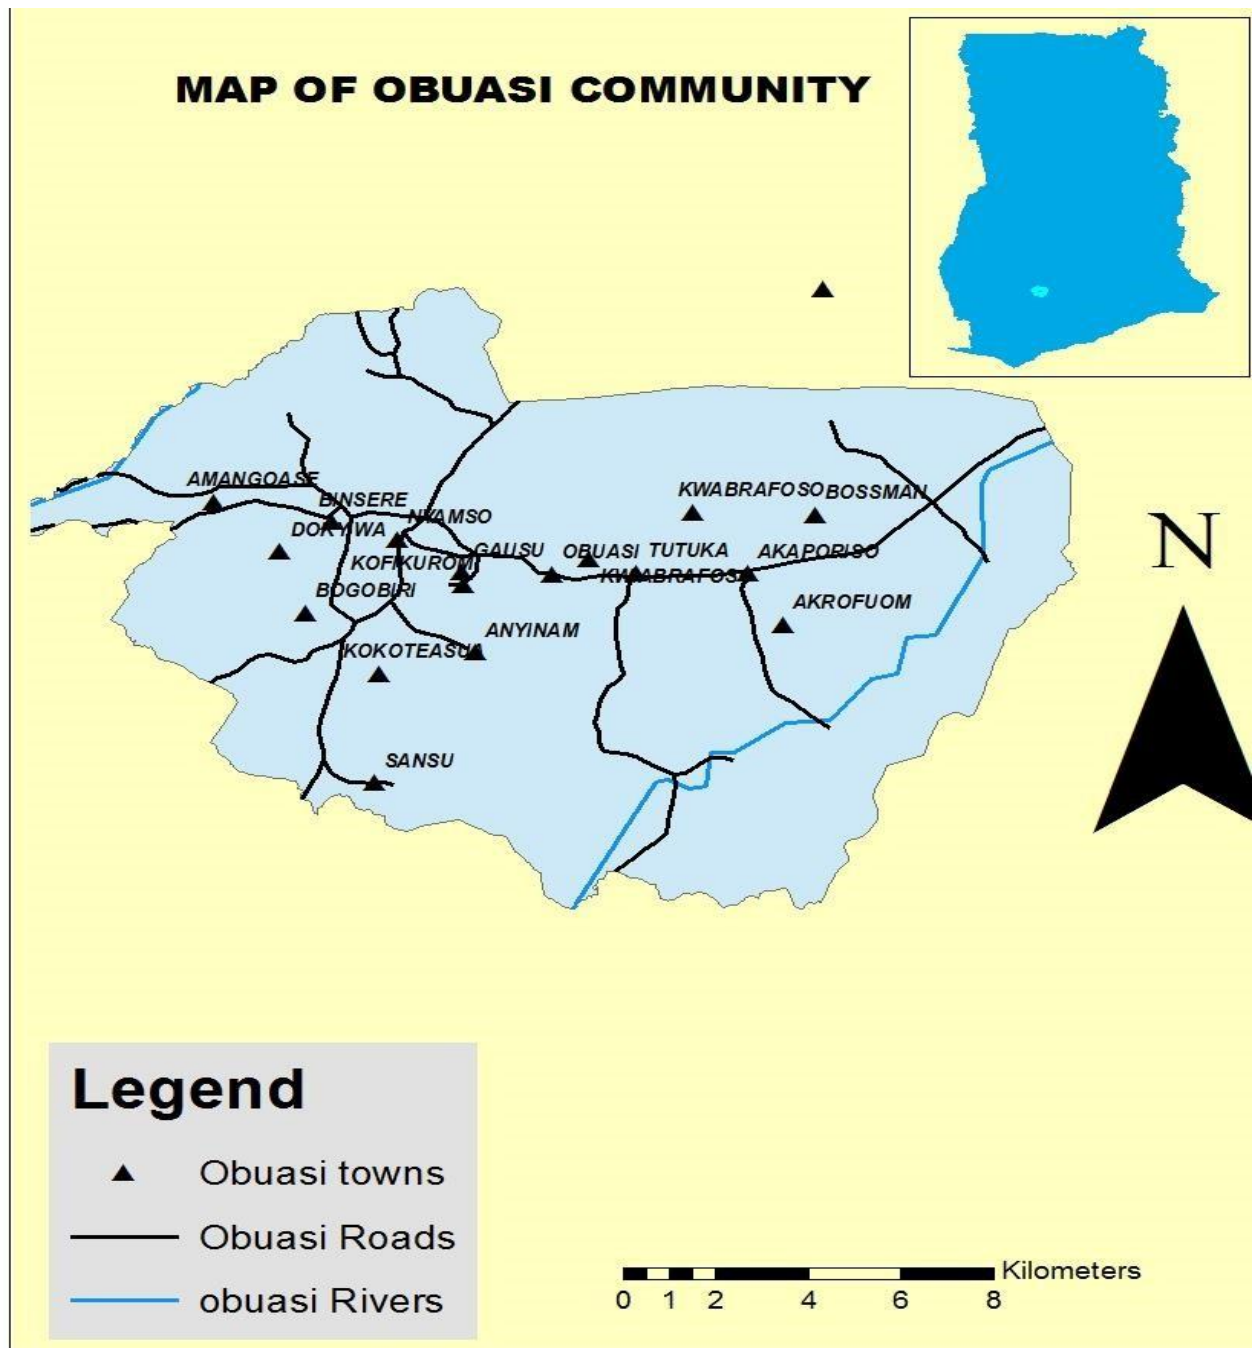 MAP OF OBUASI COMMUNITY
AMANGOASE
BINSERE
KWABRAFOSO
BOSSMAN
N
NYAMSO
DOKYIWA
GAUSU
OBUASI
TUTUKA
AKAPORISO
KOFIKUROM
BOGOBIRI
AKROFUOM
ANYINAM
KOKOTEASUA
SANSU
Legend
Obuasi towns
Obuasi Roads
obuasi Rivers
Kilometers
0 1 2 4 6 8